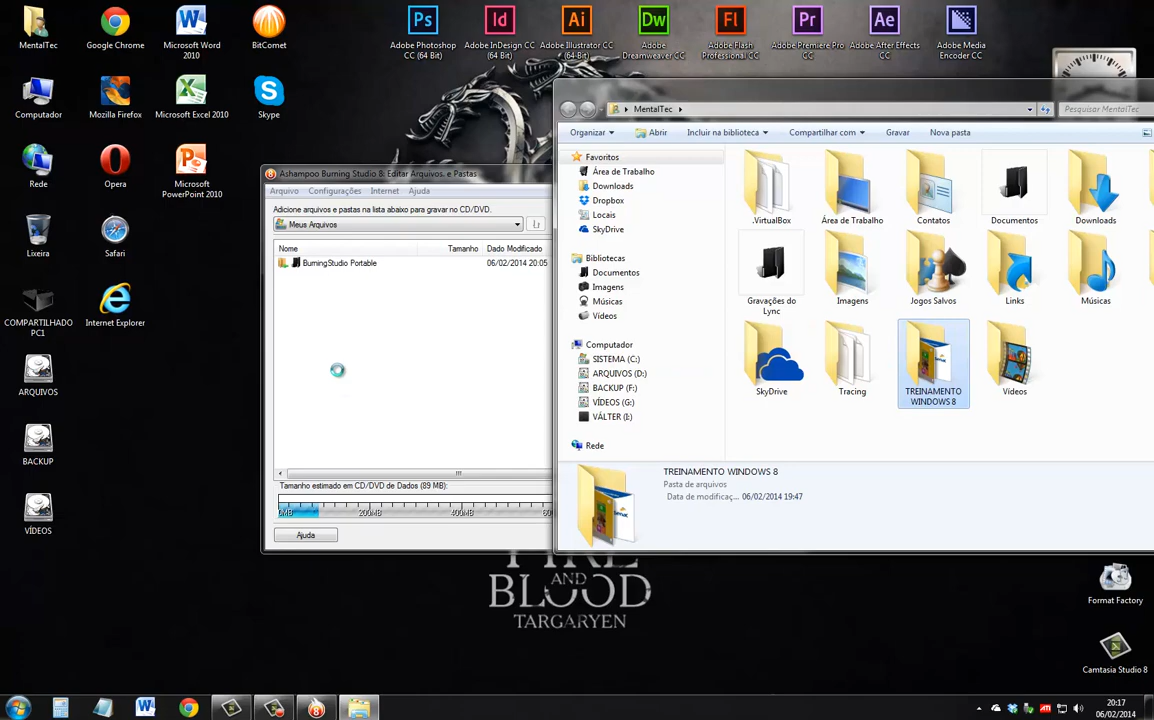 MentalTec
Google Chrome
Microsoft Word
2010
BitComet
Adobe Photoshop
CC (64 Bit)
Adobe InDesign CC
(64 Bit)
Adobe Illustrator CC
(64-Bit)
Adobe
Dreamweaver CC
Adobe Flash
Professional CC
Adobe Premiere Pro
CC
Adobe After Effects
CC
Adobe Media
Encoder CC
Computador
Mozilla Firefox
Microsoft Excel 2010
Skype
Rede
Opera
Microsoft
PowerPoint 2010
Lixeira
Safari
COMPARTILHADO
PC1
Internet Explorer
ARQUIVOS
BACKUP
VÍDEOS
Ashampoo Burning Studio 8: Editar Arquivos. e Pastas
Arquivo
Configurações
Internet
Ajuda
Adicione arquivos e pastas na lista abaixo para gravar no CD/DVD.
Meus Arquivos
Nome
Tamanho
Dado Modificado
BurningStudio Portable
06/02/2014 20:05
Tamanho estimado em CD/DVD de Dados (89 MB):
0MB
200MB
400MB
Ajuda
MentalTec
Pesquisar MentalTec
Organizar
Abrir
Incluir na biblioteca
Compartilhar com
Gravar
Nova pasta
Favoritos
Área de Trabalho
Downloads
Dropbox
Locais
SkyDrive
Bibliotecas
Documentos
Imagens
Músicas
Vídeos
Computador
SISTEMA (C:)
ARQUIVOS (D:)
BACKUP (F:)
VÍDEOS (G:)
VÁLTER (I:)
Rede
.VirtualBox
Área de Trabalho
Contatos
Documentos
Downloads
Gravações do
Lync
Imagens
Jogos Salvos
Links
Músicas
SkyDrive
Tracing
TREINAMENTO
WINDOWS 8
Vídeos
TREINAMENTO WINDOWS 8
Pasta de arquivos
Data de modificaç... 06/02/2014 19:47
FIRE
AND
BLOOD
TARGARYEN
Format Factory
Camtasia Studio 8
20:17
06/02/2014